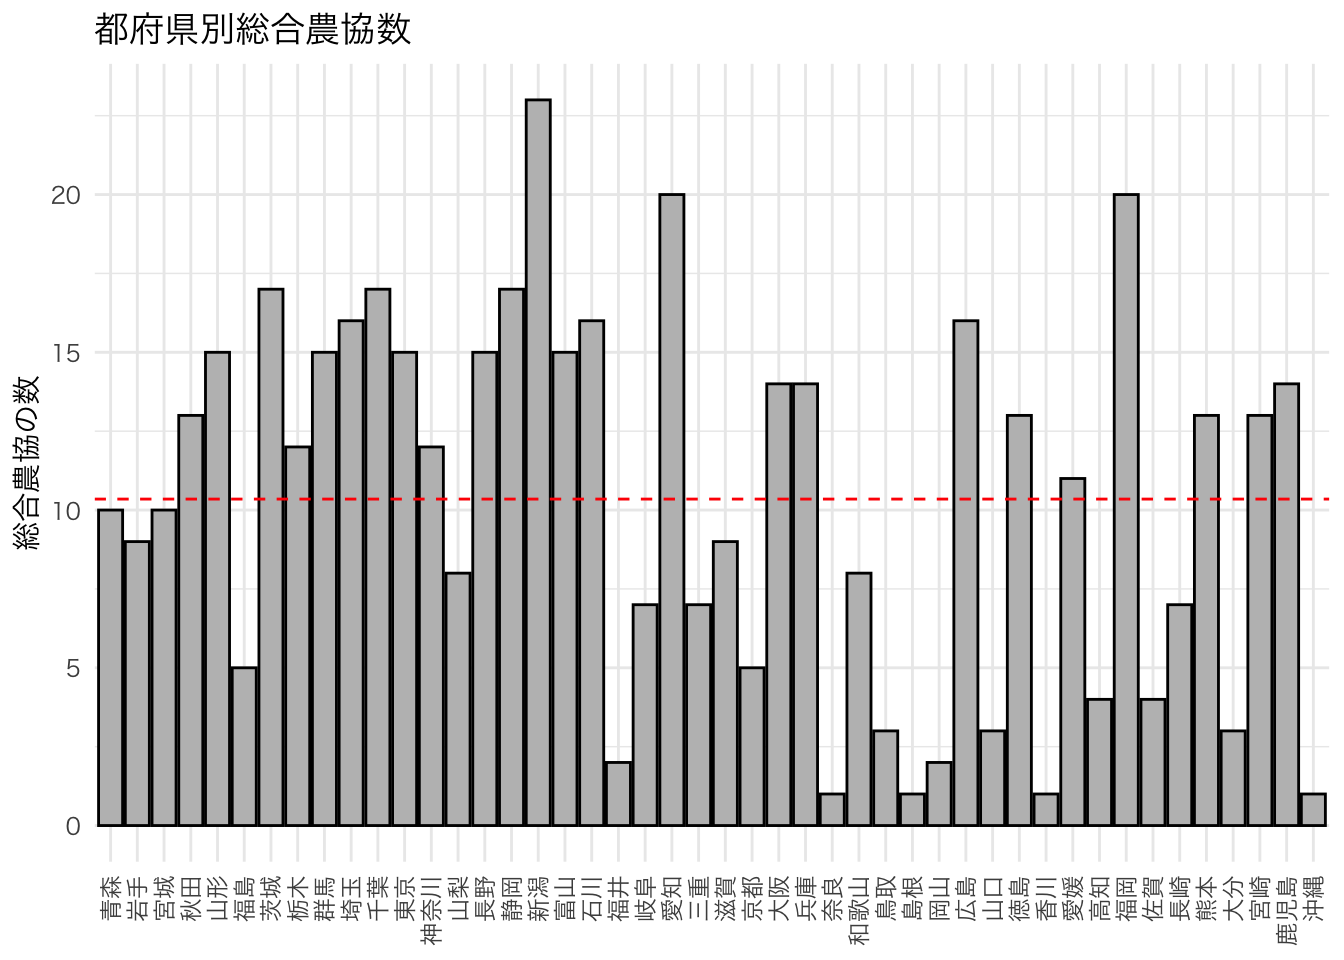 都府県別総合農協数
総合農協の数
20
15
10
5
0
青森
岩手
宮城
秋田
山形
福島
茨城
栃木
群馬
埼玉
千葉
東京
神奈川
山梨
長野
静岡
新潟
富山
石川
福井
岐阜
愛知
三重
滋賀
京都
大阪
兵庫
奈良
和歌山
鳥取
島根
岡山
広島
山口
徳島
香川
愛媛
高知
福岡
佐賀
長崎
熊本
大分
宮崎
鹿児島
沖縄